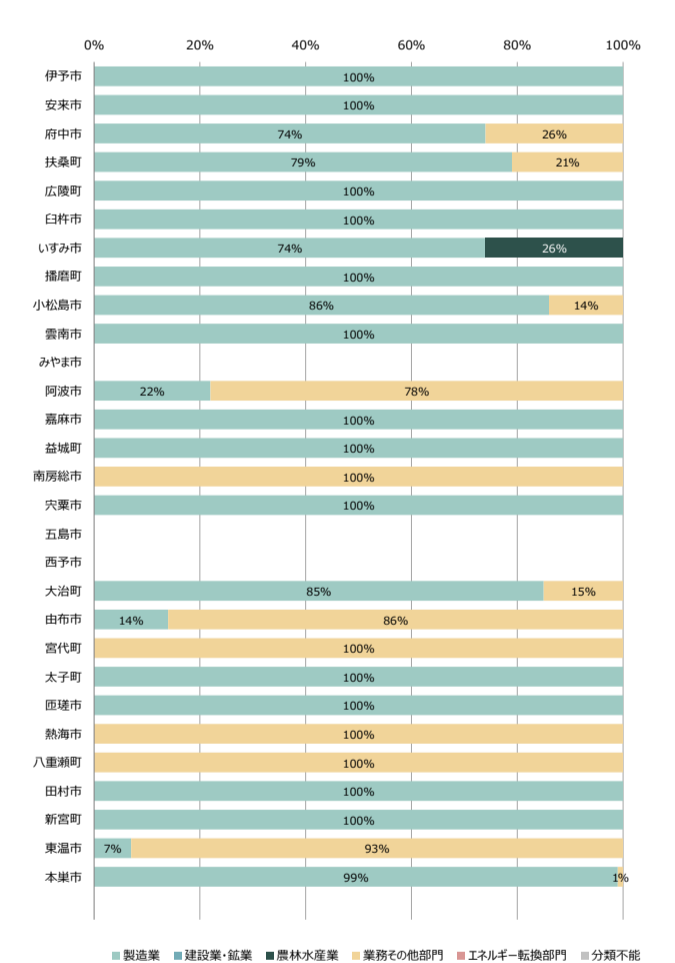 0% 20% 40% 60% 80% 100%
伊予市 100%
安来市 100%
府中市 74% 26%
扶桑町 79% 21%
広陵町 100%
臼杵市 100%
いすみ市 74% 26%
播磨町 100%
小松島市 86% 14%
雲南市 100%
みやま市
阿波市 22% 78%
嘉麻市 100%
益城町 100%
南房総市 100%
宍粟市 100%
五島市
西予市
大治町 85% 15%
由布市 14% 86%
宮代町 100%
太子町 100%
匝瑳市 100%
熱海市 100%
八重瀬町 100%
田村市 100%
新宮町 100%
東温市 7% 93%
本巣市 99% 1%
製造業 建設業・鉱業 農林水産業 業務その他部門 エネルギー転換部門 分類不能